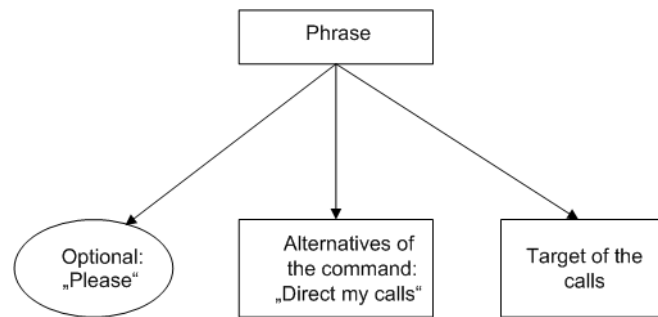 Phrase
Optional:
„Please“
Alternatives of
the command:
„Direct my calls“
Target of the
calls